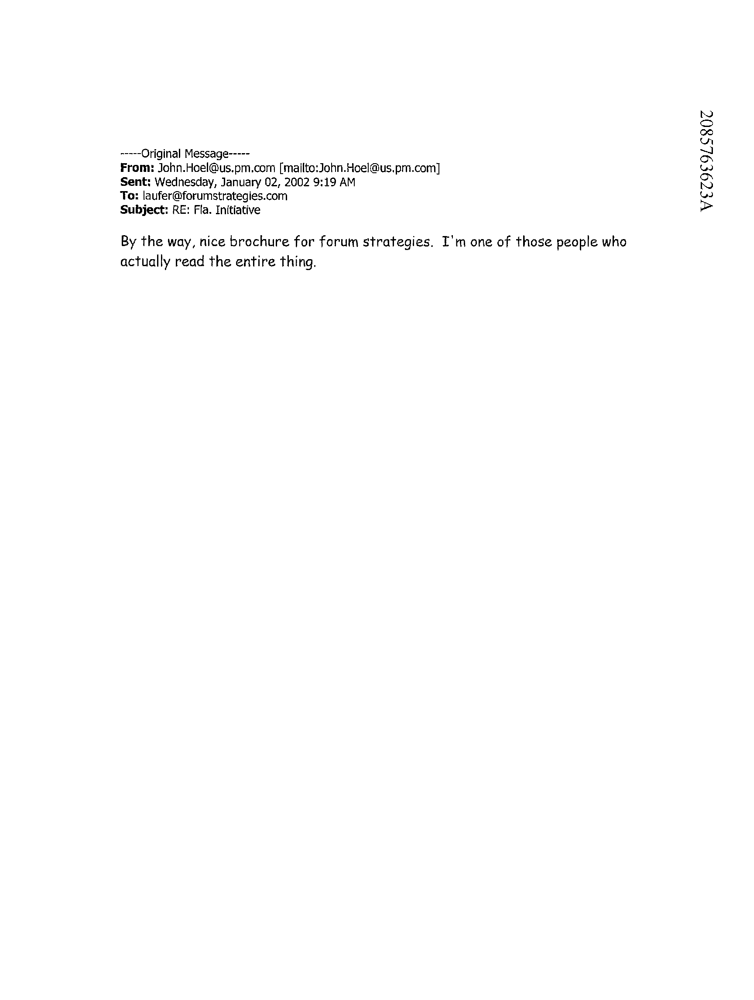 -----Original Message-----
From: John.Hoel@us.pm.com [mailto:John.Hoel@us.pm.com]
Sent: Wednesday, January 02, 2002 9:19 AM
To: laufer@forumstrategies.com
Subject: RE: Fla. Initiative
By the way, nice brochure for forum strategies. I'm one of those people who
actually read the entire thing.
2085763623A